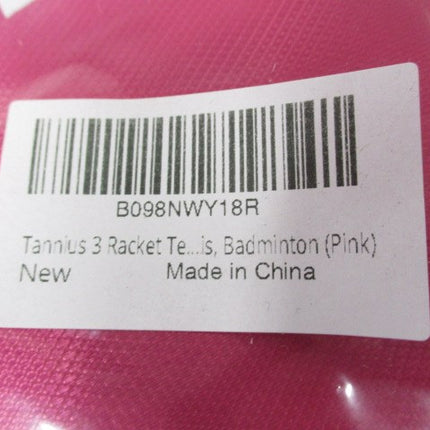 B098NWY18R
Tannius 3 Racket Te...is, Badminton (Pink)
New Made in China